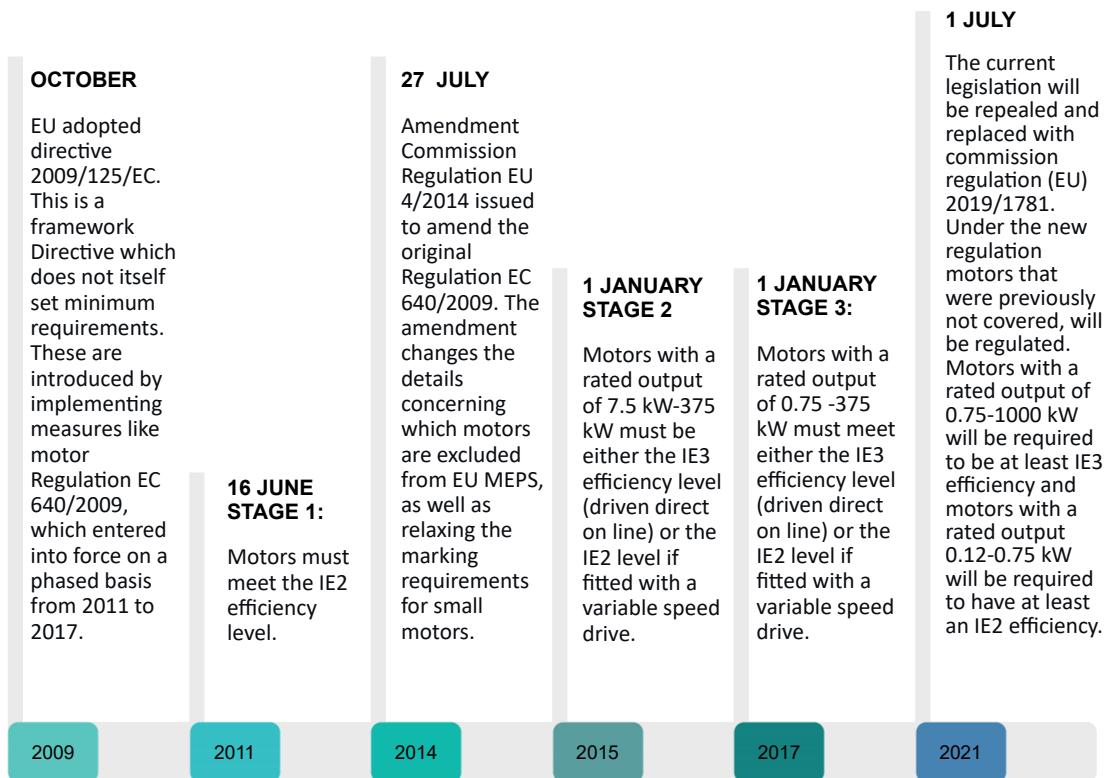 OCTOBER
EU adopted
directive
2009/125/EC.
This is a
framework
Directive which
does not itself
set minimum
requirements.
These are
introduced by
implementing
measures like
motor
Regulation EC
640/2009,
which entered
into force on a
phased basis
from 2011 to
2017.
16 JUNE
STAGE 1:
Motors must
meet the IE2
efficiency
level.
27 JULY
Amendment
Commission
Regulation EU
4/2014 issued
to amend the
original
Regulation EC
640/2009. The
amendment
changes the
details
concerning
which motors
are excluded
from EU MEPS,
as well as
relaxing the
marking
requirements
for small
motors.
1 JANUARY
STAGE 2
Motors with a
rated output
of 7.5 kW-375
kW must be
either the IE3
efficiency level
(driven direct
on line) or the
IE2 level if
fitted with a
variable speed
drive.
1 JANUARY
STAGE 3:
Motors with a
rated output
of 0.75 -375
kW must meet
either the IE3
efficiency level
(driven direct
on line) or the
IE2 level if
fitted with a
variable speed
drive.
1 JULY
The current
legislation will
be repealed and
replaced with
commission
regulation (EU)
2019/1781.
Under the new
regulation
motors that
were previously
not covered, will
be regulated.
Motors with a
rated output of
0.75-1000 kW
will be required
to be at least IE3
efficiency and
motors with a
rated output
0.12-0.75 kW
will be required
to have at least
an IE2 efficiency.
2009
2011
2014
2015
2017
2021